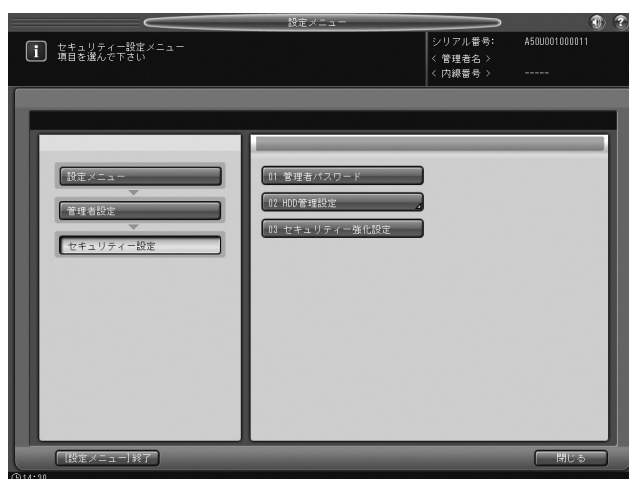 設定メニュー
セキュリティー設定メニュー
項目を選んで下さい
シリアル番号: A50U001000011
< 管理者名 >
< 内線番号 > -----
設定メニュー
管理者設定
セキュリティー設定
01 管理者パスワード
02 HDD管理設定
03 セキュリティー強化設定
[設定メニュー]終了
閉じる
14:30